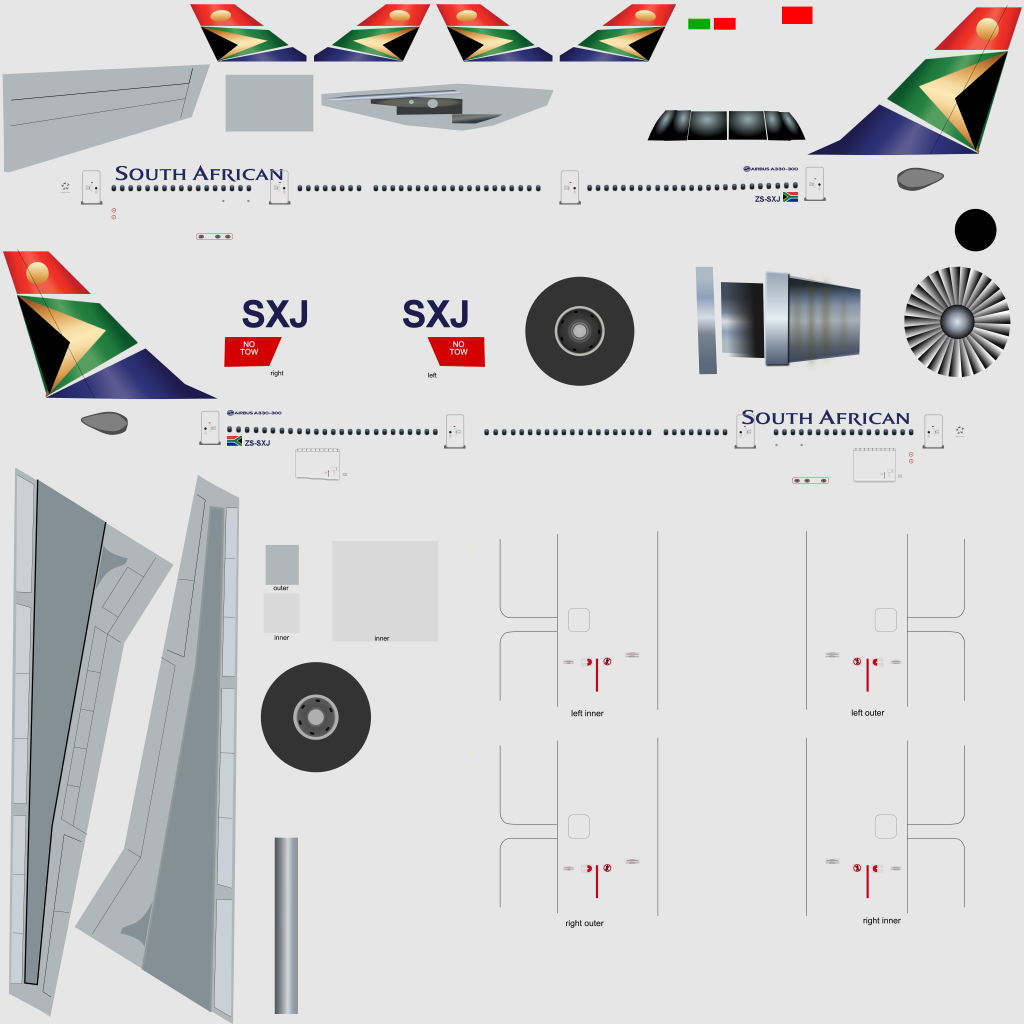 SOUTH AFRICAN
AIRBUS A330-300
ZS-SXJ
SXJ
SXJ
NO
TOW
NO
TOW
right
left
AIRBUS A330-300
SOUTH AFRICAN
ZS-SXJ
outer
inner
inner
left inner
left outer
right outer
right inner